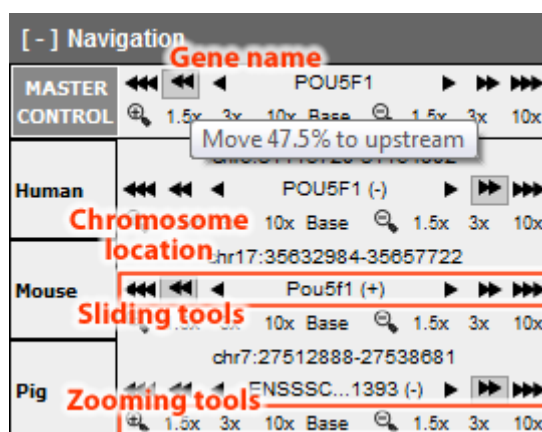 [ - ] Navigation
Gene name
MASTER CONTROL
POU5F1
1.5x 3x 10x Base 1.5x 3x 10x
Move 47.5% to upstream
Human
POU5F1 (-)
Chromosome location
10x Base 1.5x 3x 10x
chr17:35632984-35657722
Mouse
Pou5f1 (+)
Sliding tools
10x Base 1.5x 3x 10x
chr7:27512888-27538681
Pig
ENSSSC...1393 (-)
Zooming tools
1.5x 3x 10x Base 1.5x 3x 10x